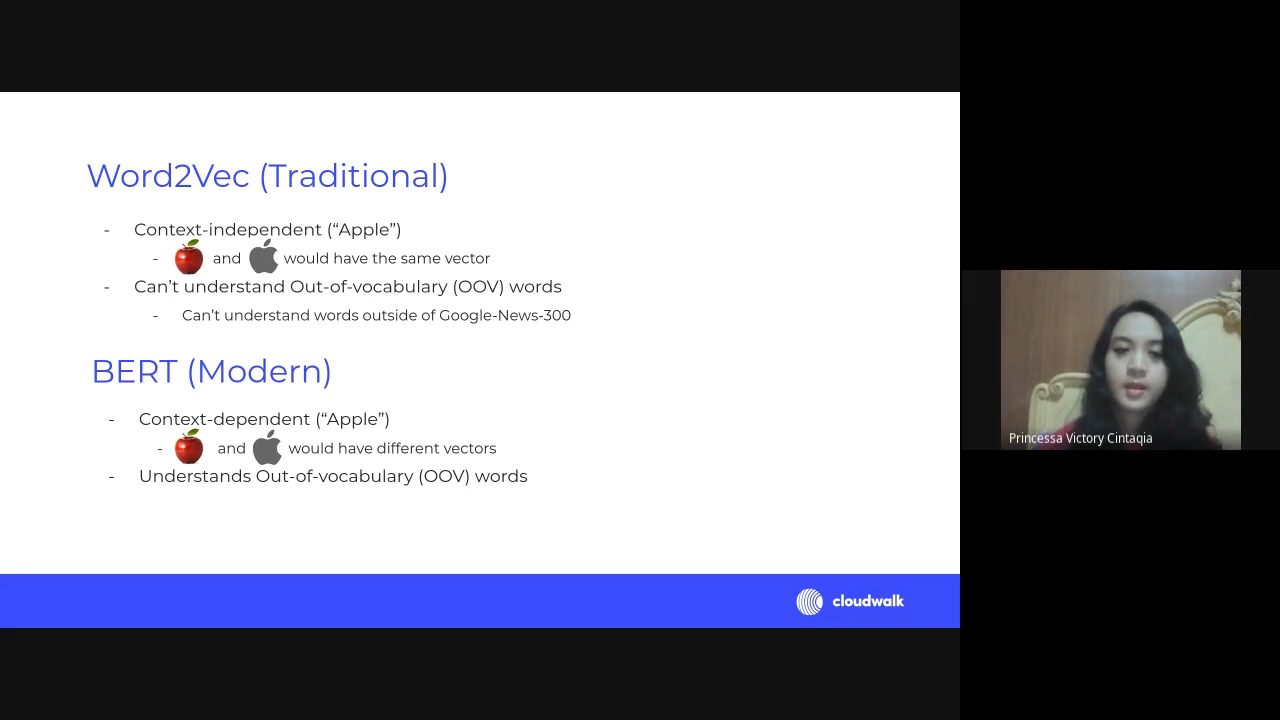 Word2Vec (Traditional)
- Context-independent (“Apple”)
- and would have the same vector
- Can’t understand Out-of-vocabulary (OOV) words
- Can’t understand words outside of Google-News-300
BERT (Modern)
- Context-dependent (“Apple”)
- and would have different vectors
- Understands Out-of-vocabulary (OOV) words
cloudwalk
Princessa Victory Cintaqia